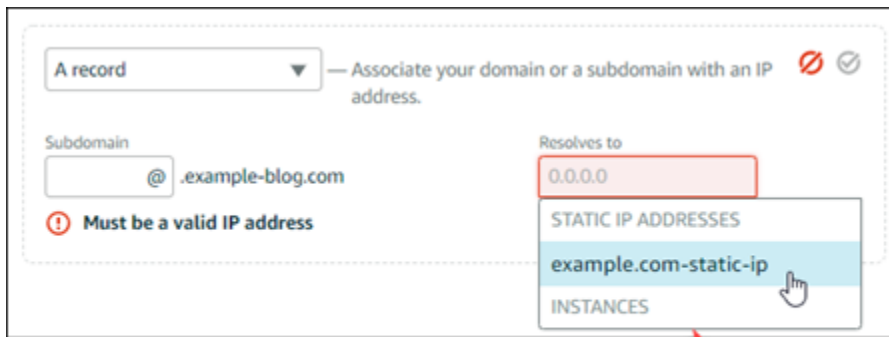 A record
— Associate your domain or a subdomain with an IP
address.
Subdomain
Resolves to
@ .example-blog.com
0.0.0.0
Must be a valid IP address
STATIC IP ADDRESSES
example.com-static-ip
INSTANCES